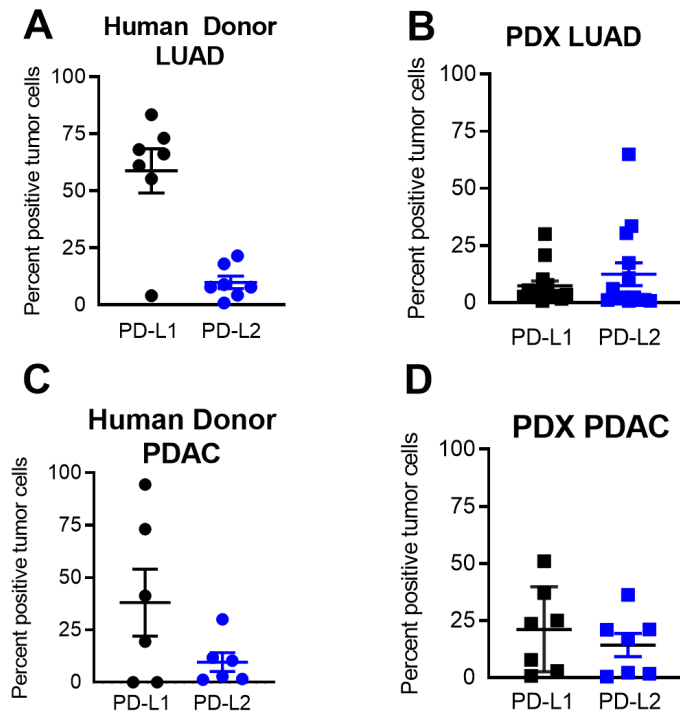 A
Human Donor
LUAD
Percent positive tumor cells
100
75
50
25
0
PD-L1
PD-L2
B
PDX LUAD
Percent positive tumor cells
100
75
50
25
0
PD-L1
PD-L2
C
Human Donor
PDAC
Percent positive tumor cells
100
75
50
25
0
PD-L1
PD-L2
D
PDX PDAC
Percent positive tumor cells
100
75
50
25
0
PD-L1
PD-L2